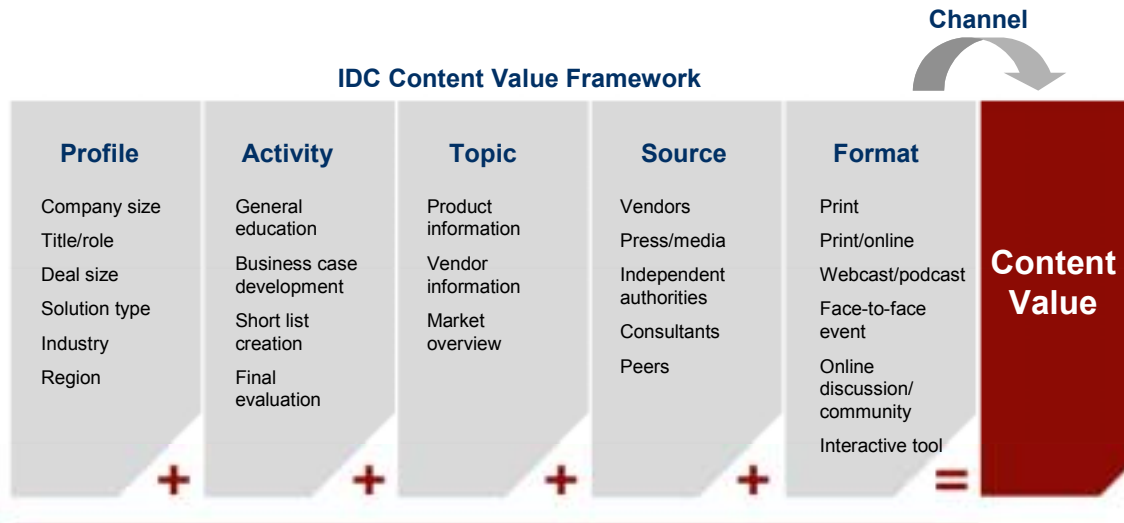 Channel
IDC Content Value Framework
Profile
Company size
Title/role
Deal size
Solution type
Industry
Region
+
Activity
General
education
Business case
development
Short list
creation
Final
evaluation
+
Topic
Product
information
Vendor
information
Market
overview
+
Source
Vendors
Press/media
Independent
authorities
Consultants
Peers
+
Format
Print
Print/online
Webcast/podcast
Face-to-face
event
Online
discussion/
community
Interactive tool
=
Content
Value